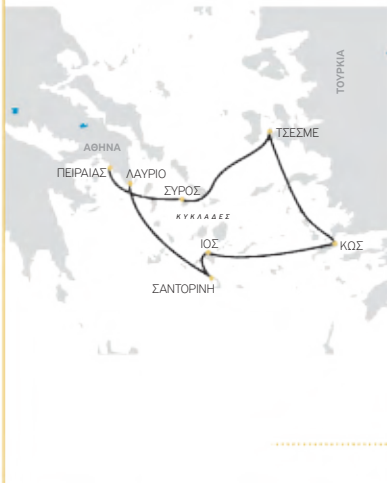 ΤΟΥΡΚΙΑ
ΤΣΕΣΜΕ
ΑΘΗΝΑ
ΠΕΙΡΑΙΑΣ
ΛΑΥΡΙΟ
ΣΥΡΟΣ
ΚΥΚΛΑΔΕΣ
ΙΟΣ
ΚΩΣ
ΣΑΝΤΟΡΙΝΗ